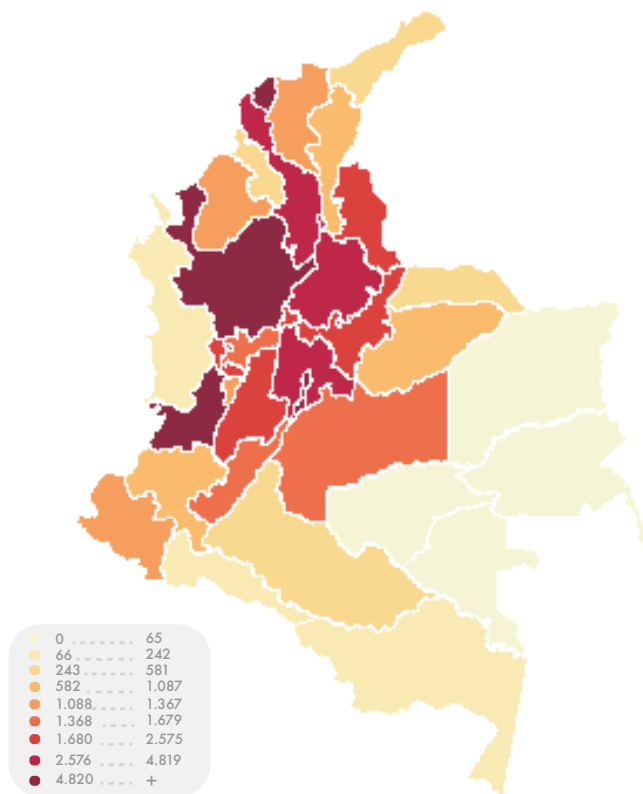 0 ........... 65
66 ......... 242
243 ........ 581
582 ........ 1.087
1.088 ...... 1.367
1.368 ...... 1.679
1.680 ...... 2.575
2.576 ...... 4.819
4.820 ...... +